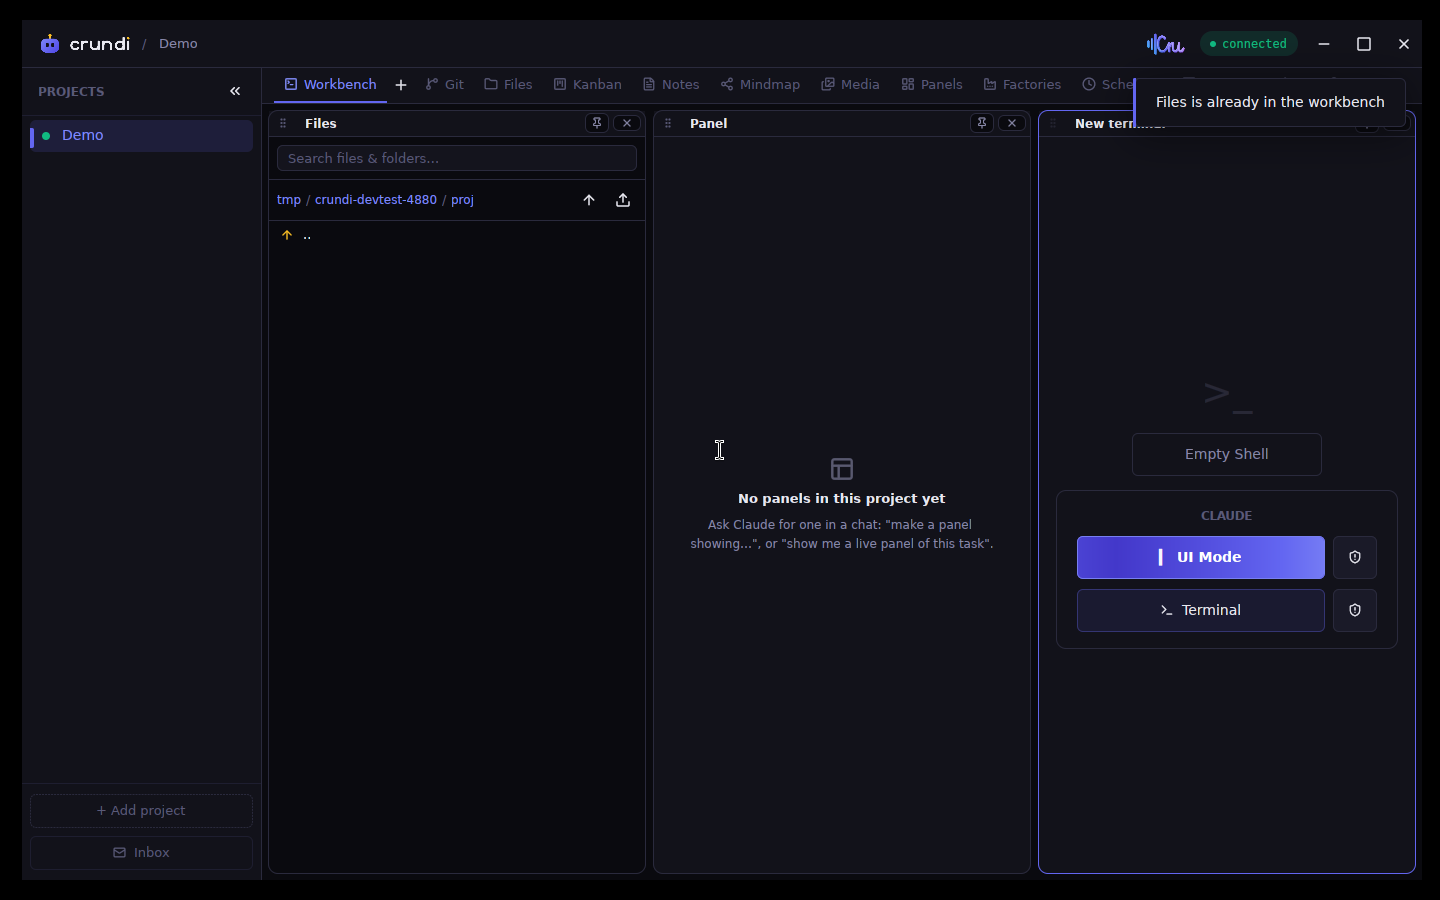 crundi / Demo
Cru
connected
PROJECTS
Workbench
Git
Files
Kanban
Notes
Mindmap
Media
Panels
Factories
Files is already in the workbench
Demo
Files
Panel
Search files & folders...
tmp / crundi-devtest-4880 / proj
..
No panels in this project yet
Ask Claude for one in a chat: "make a panel
showing...", or "show me a live panel of this task".
New
>_
Empty Shell
CLAUDE
UI Mode
Terminal
+ Add project
Inbox